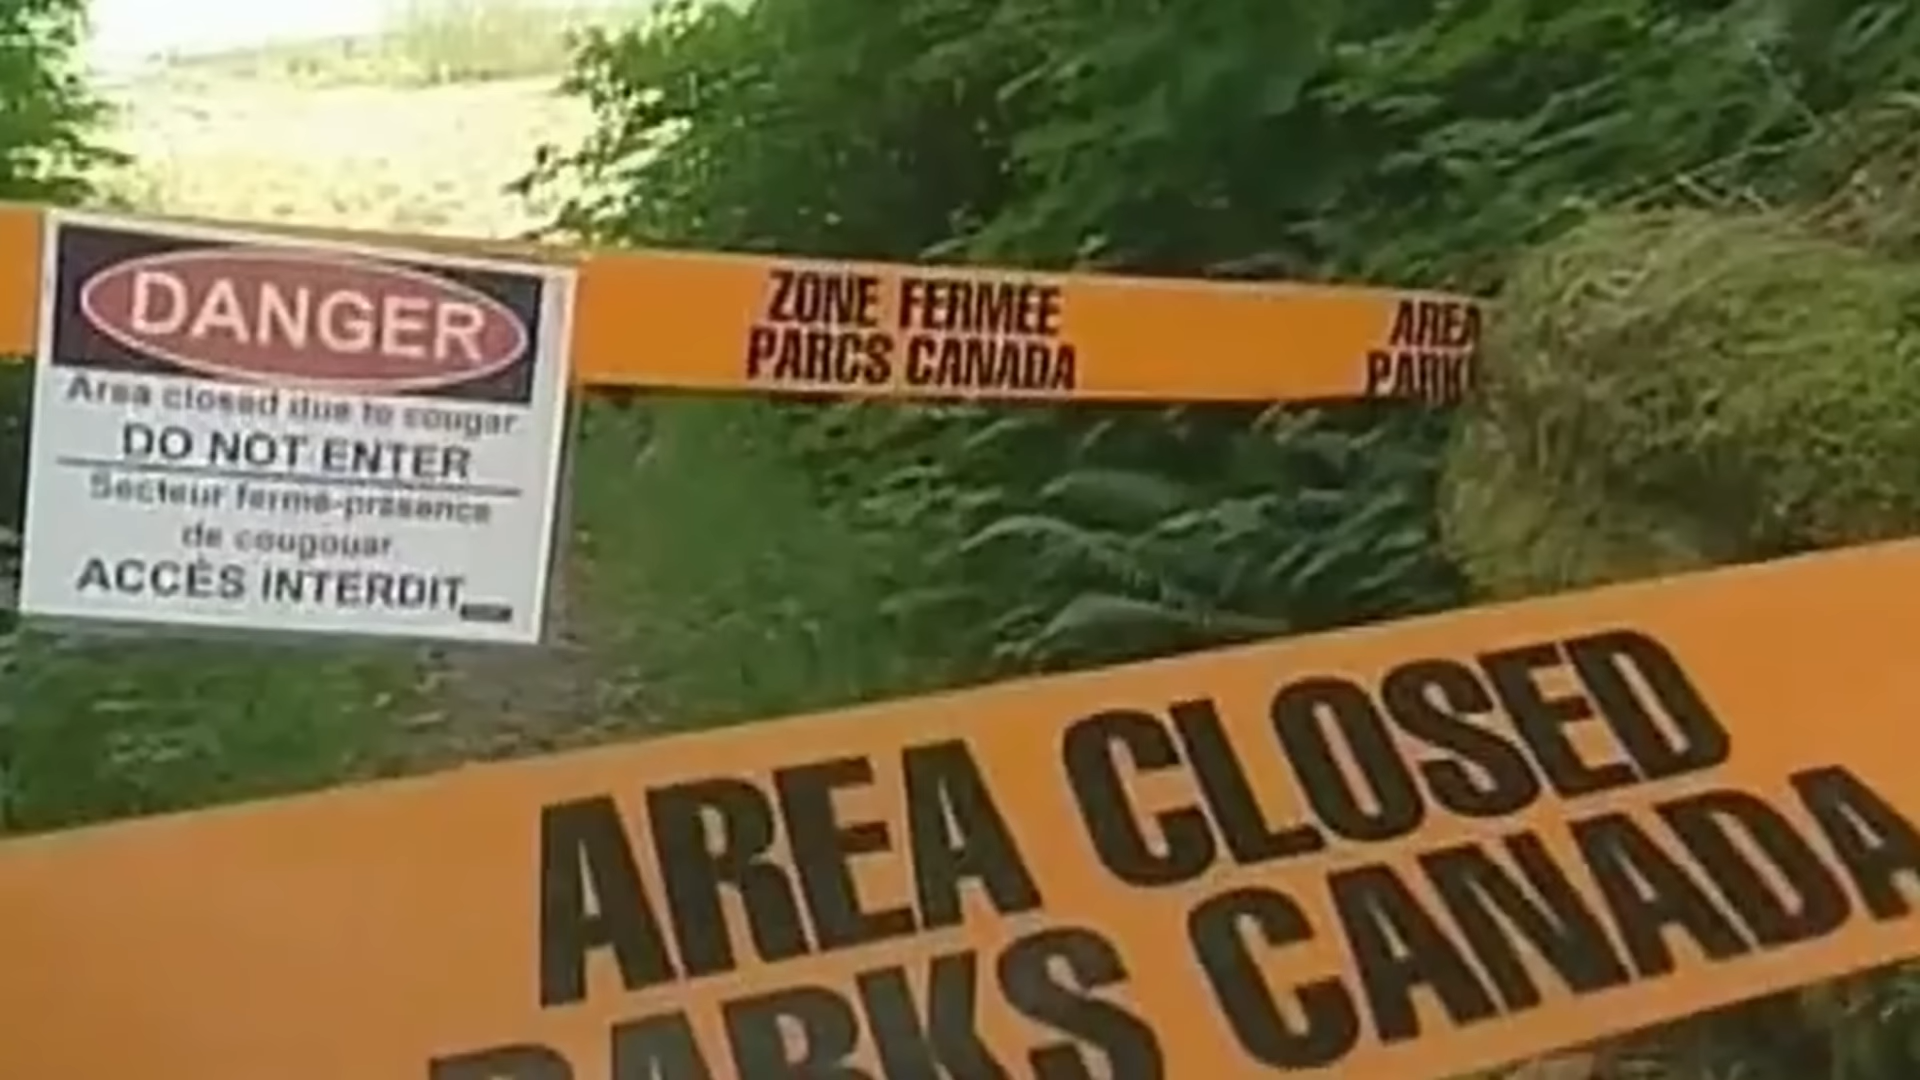 DANGER
Area closed due to cougar
DO NOT ENTER
Secteur fermé-présence
de cougouar
ACCÈS INTERDIT
ZONE FERMÉE
PARCS CANADA
AREA
PARK
AREA CLOSED
PARKS CANADA